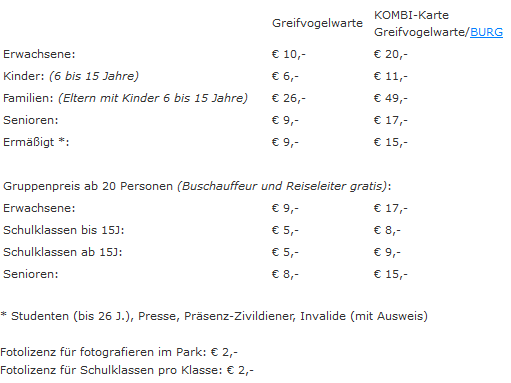 Greifvogelwarte KOMBI-Karte
Greifvogelwarte/BURG
Erwachsene: € 10,- € 20,-
Kinder: (6 bis 15 Jahre) € 6,- € 11,-
Familien: (Eltern mit Kinder 6 bis 15 Jahre) € 26,- € 49,-
Senioren: € 9,- € 17,-
Ermäßigt *: € 9,- € 15,-
Gruppenpreis ab 20 Personen (Buschauffeur und Reiseleiter gratis):
Erwachsene: € 9,- € 17,-
Schulklassen bis 15J: € 5,- € 8,-
Schulklassen ab 15J: € 5,- € 9,-
Senioren: € 8,- € 15,-
* Studenten (bis 26 J.), Presse, Präsenz-Zivildiener, Invalide (mit Ausweis)
Fotolizenz für fotografieren im Park: € 2,-
Fotolizenz für Schulklassen pro Klasse: € 2,-